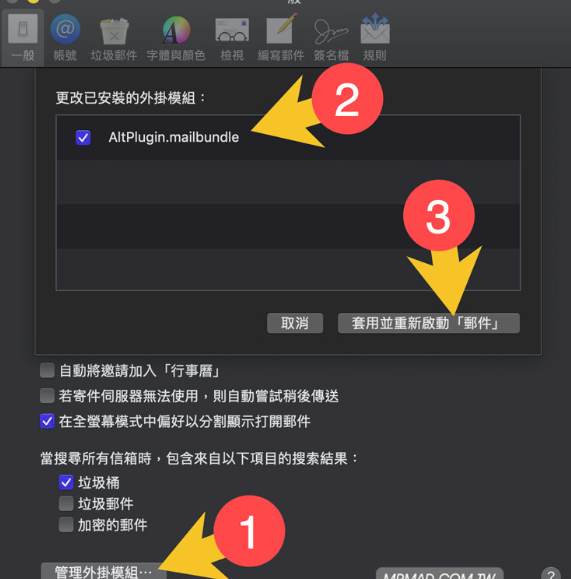 一般
一般 帳號 垃圾郵件 字體與顏色 檢視 編寫郵件 簽名檔 規則
更改已安裝的外掛模組：
2
AltPlugin.mailbundle
3
取消 套用並重新啟動「郵件」
自動將邀請加入「行事曆」
若寄件伺服器無法使用，則自動嘗試稍後傳送
在全螢幕模式中偏好以分割顯示打開郵件
當搜尋所有信箱時，包含來自以下項目的搜索結果：
垃圾桶
垃圾郵件
加密的郵件
1
管理外掛模組⋯
MRMAD.COM.TW ?